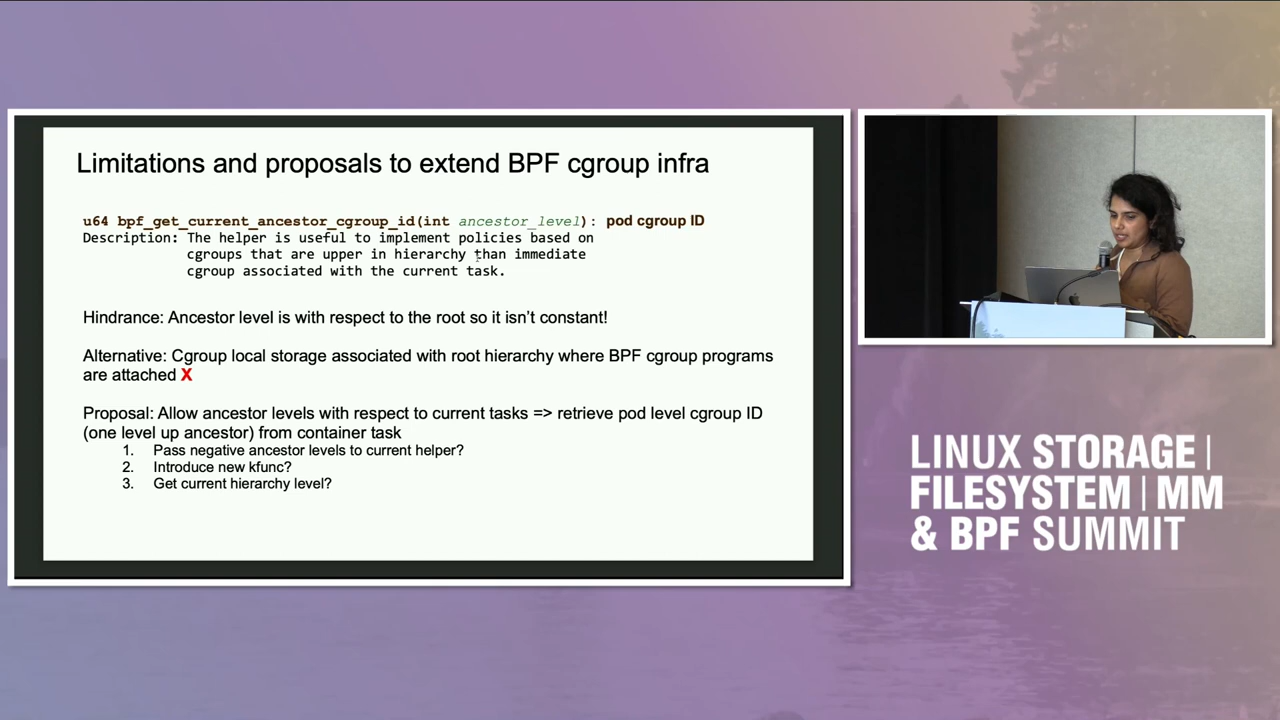 Limitations and proposals to extend BPF cgroup infra
u64 bpf_get_current_ancestor_cgroup_id(int ancestor_level): pod cgroup ID
Description: The helper is useful to implement policies based on
cgroups that are upper in hierarchy than immediate
cgroup associated with the current task.
Hindrance: Ancestor level is with respect to the root so it isn’t constant!
Alternative: Cgroup local storage associated with root hierarchy where BPF cgroup programs
are attached X
Proposal: Allow ancestor levels with respect to current tasks => retrieve pod level cgroup ID
(one level up ancestor) from container task
1. Pass negative ancestor levels to current helper?
2. Introduce new kfunc?
3. Get current hierarchy level?
LINUX STORAGE |
FILESYSTEM | MM
& BPF SUMMIT